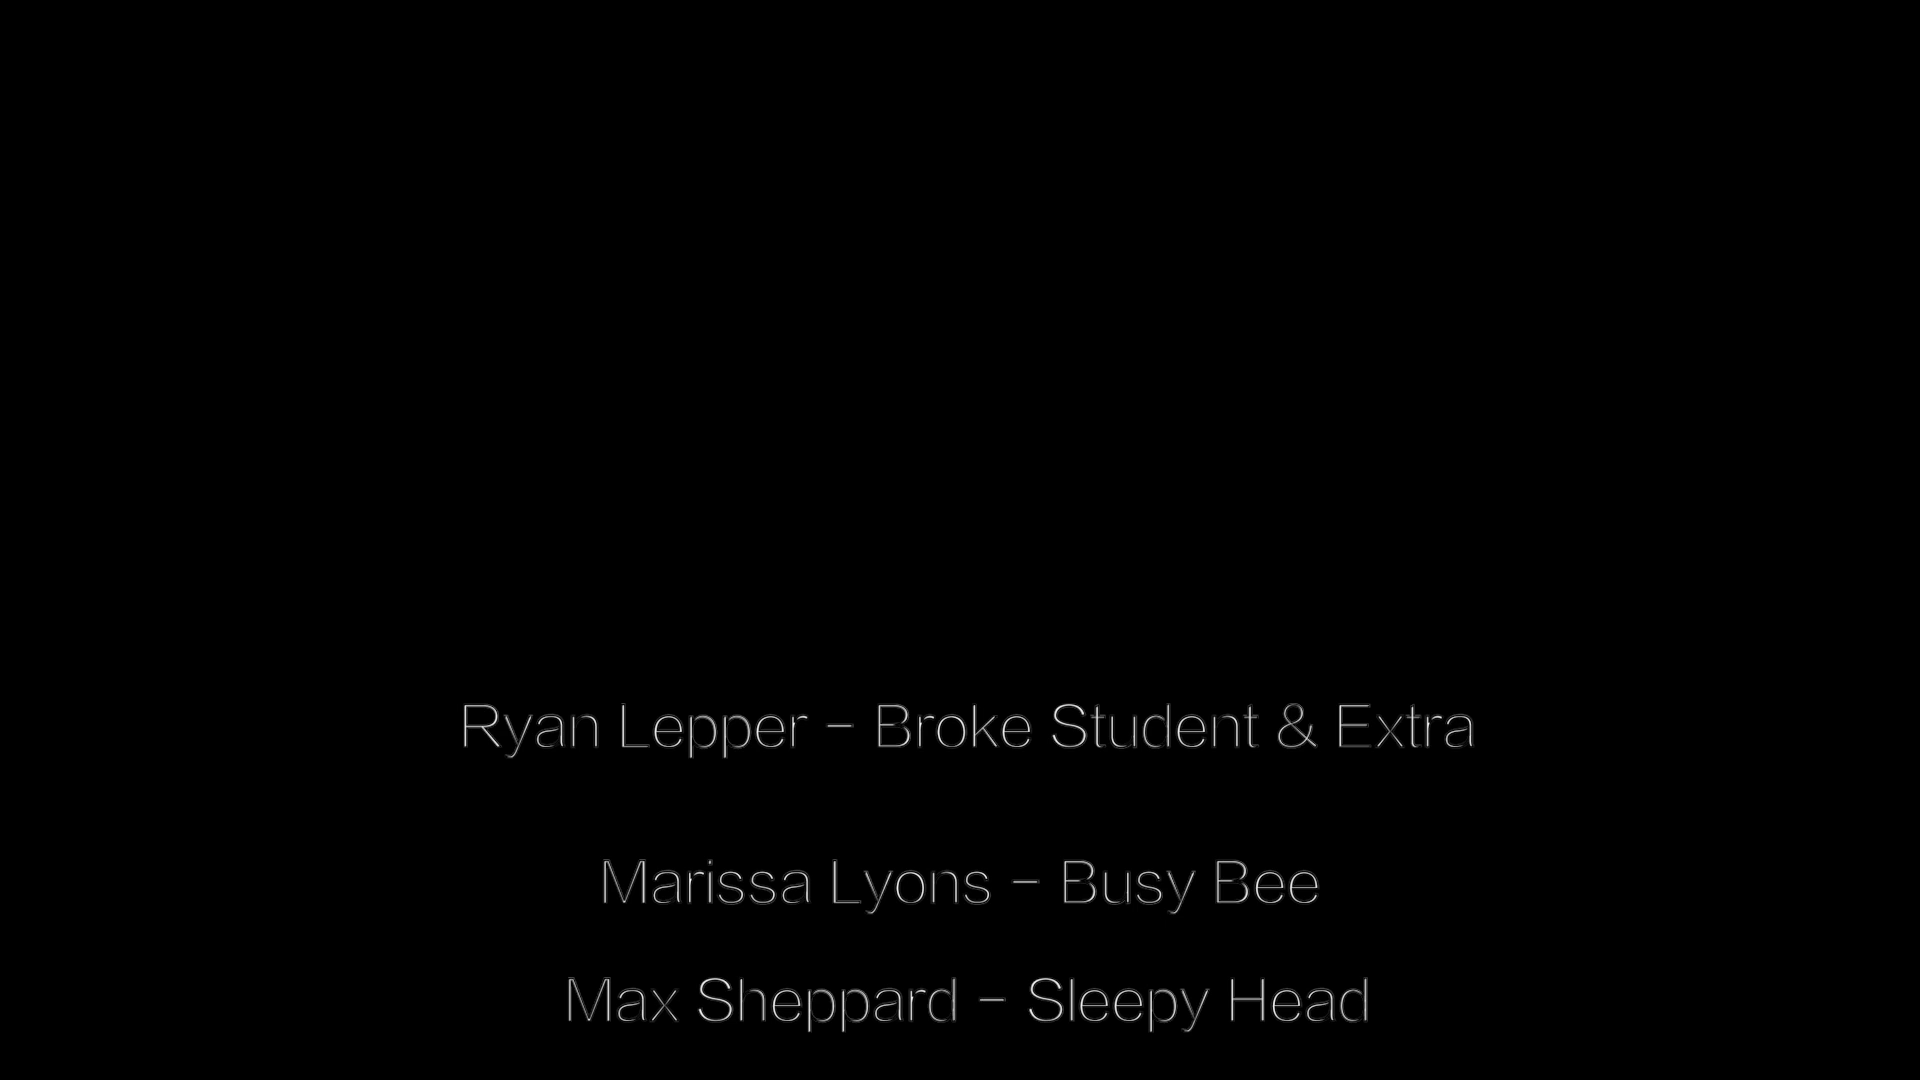 Ryan Lepper – Broke Student & Extra
Marissa Lyons – Busy Bee
Max Sheppard – Sleepy Head